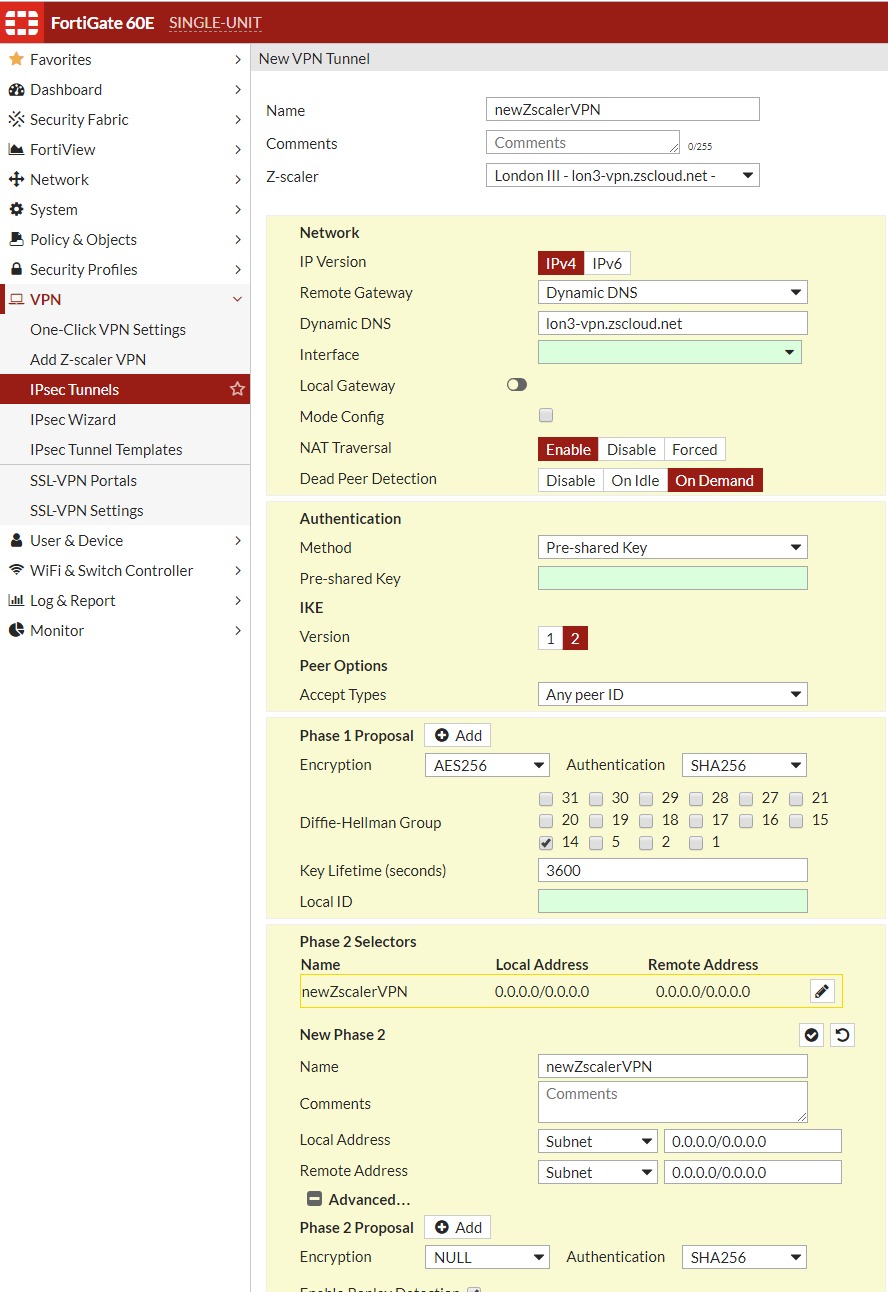 FortiGate 60E SINGLE-UNIT
Favorites
Dashboard
Security Fabric
FortiView
Network
System
Policy & Objects
Security Profiles
VPN
One-Click VPN Settings
Add Z-scaler VPN
IPsec Tunnels
IPsec Wizard
IPsec Tunnel Templates
SSL-VPN Portals
SSL-VPN Settings
User & Device
WiFi & Switch Controller
Log & Report
Monitor
New VPN Tunnel
Name newZscalerVPN
Comments Comments 0/255
Z-scaler London III - lon3-vpn.zscloud.net -
Network
IP Version IPv4 IPv6
Remote Gateway Dynamic DNS
Dynamic DNS lon3-vpn.zscloud.net
Interface
Local Gateway
Mode Config
NAT Traversal Enable Disable Forced
Dead Peer Detection Disable On Idle On Demand
Authentication
Method Pre-shared Key
Pre-shared Key
IKE
Version 1 2
Peer Options
Accept Types Any peer ID
Phase 1 Proposal Add
Encryption AES256 Authentication SHA256
31 30 29 28 27 21
Diffie-Hellman Group 20 19 18 17 16 15
14 5 2 1
Key Lifetime (seconds) 3600
Local ID
Phase 2 Selectors
Name Local Address Remote Address
newZscalerVPN 0.0.0.0/0.0.0.0 0.0.0.0/0.0.0.0
New Phase 2
Name newZscalerVPN
Comments Comments
Local Address Subnet 0.0.0.0/0.0.0.0
Remote Address Subnet 0.0.0.0/0.0.0.0
Advanced...
Phase 2 Proposal Add
Encryption NULL Authentication SHA256
Enable Replay Detection